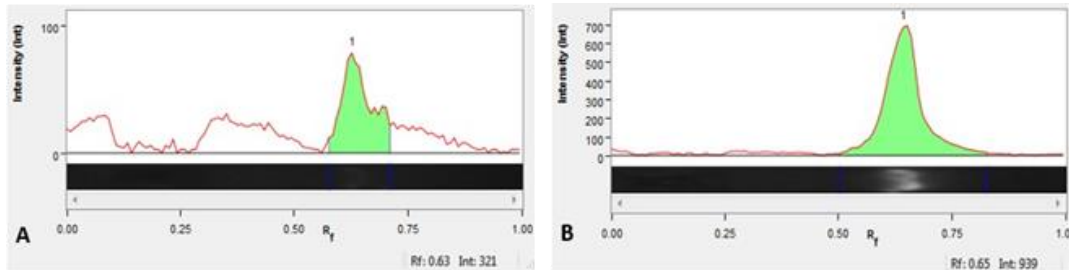 Intensity (Int)
100
0
1
0.00 0.25 0.50 0.75 1.00
Rf
A
Rf: 0.63 Int: 321
Intensity (Int)
700
600
500
400
300
200
100
0
1
0.00 0.25 0.50 0.75 1.00
Rf
B
Rf: 0.65 Int: 939